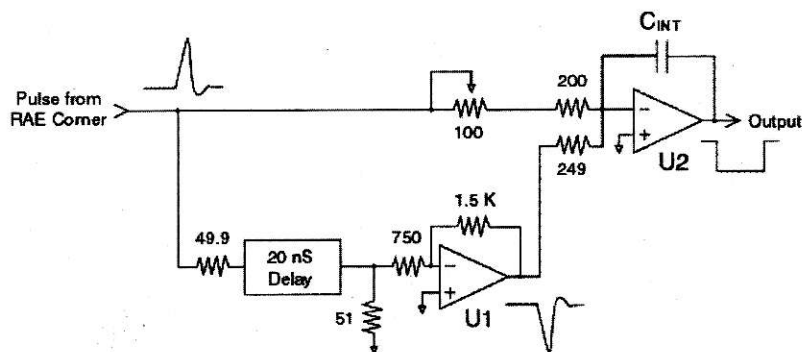 C_INT
Pulse from
RAE Corner
100
200
249
U2
Output
49.9
20 nS
Delay
51
750
1.5 K
U1